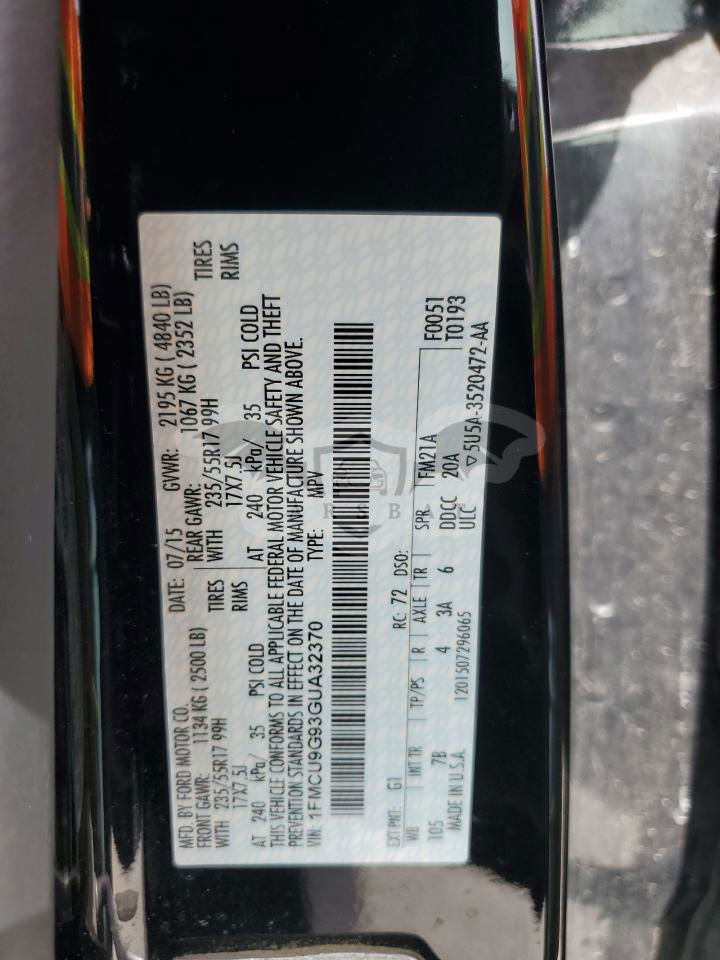 MFD. BY FORD MOTOR CO. DATE: 07/15 GVWR: 2195 KG ( 4840 LB)
FRONT GAWR: 1134 KG ( 2500 LB) REAR GAWR: 1067 KG ( 2352 LB)
WITH 235/55R17 99H TIRES WITH 235/55R17 99H TIRES
17X7.5J RIMS 17X7.5J RIMS
AT 240 kPa/ 35 PSI COLD AT 240 kPa/ 35 PSI COLD
THIS VEHICLE CONFORMS TO ALL APPLICABLE FEDERAL MOTOR VEHICLE SAFETY AND THEFT
PREVENTION STANDARDS IN EFFECT ON THE DATE OF MANUFACTURE SHOWN ABOVE.
VIN: 1FMCU9G93GUA32370 TYPE: MPV
EXT PNT: G1 RC: 72 DSO: F0051
WB INT TR TP/PS R AXLE TR SPR FM21A T0193
105 7B 4 3A 6 DDCC 20A
ULC
MADE IN U.S.A. 1201507296065 ▽5U5A-3520472-AA